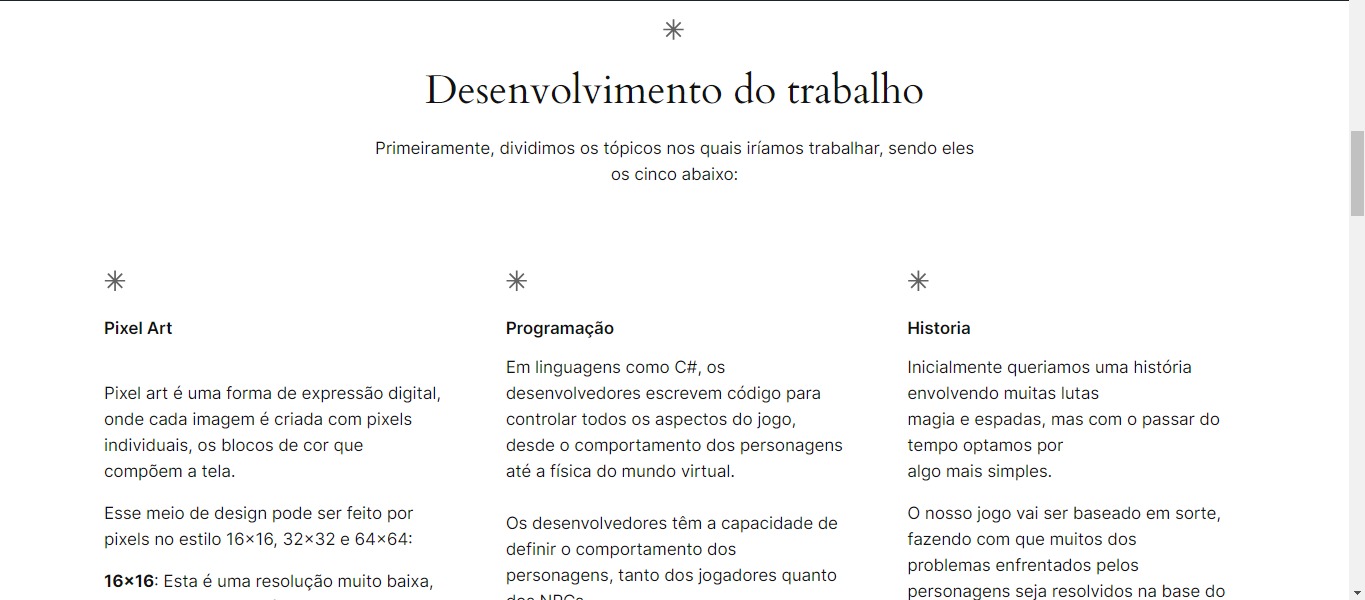 Desenvolvimento do trabalho
Primeiramente, dividimos os tópicos nos quais iríamos trabalhar, sendo eles
os cinco abaixo:
Pixel Art
Pixel art é uma forma de expressão digital,
onde cada imagem é criada com pixels
individuais, os blocos de cor que
compõem a tela.
Esse meio de design pode ser feito por
pixels no estilo 16×16, 32×32 e 64×64:
16×16: Esta é uma resolução muito baixa,
Programação
Em linguagens como C#, os
desenvolvedores escrevem código para
controlar todos os aspectos do jogo,
desde o comportamento dos personagens
até a física do mundo virtual.
Os desenvolvedores têm a capacidade de
definir o comportamento dos
personagens, tanto dos jogadores quanto
dos NPCs
Historia
Inicialmente queriamos uma história
envolvendo muitas lutas
magia e espadas, mas com o passar do
tempo optamos por
algo mais simples.
O nosso jogo vai ser baseado em sorte,
fazendo com que muitos dos
problemas enfrentados pelos
personagens seja resolvidos na base do